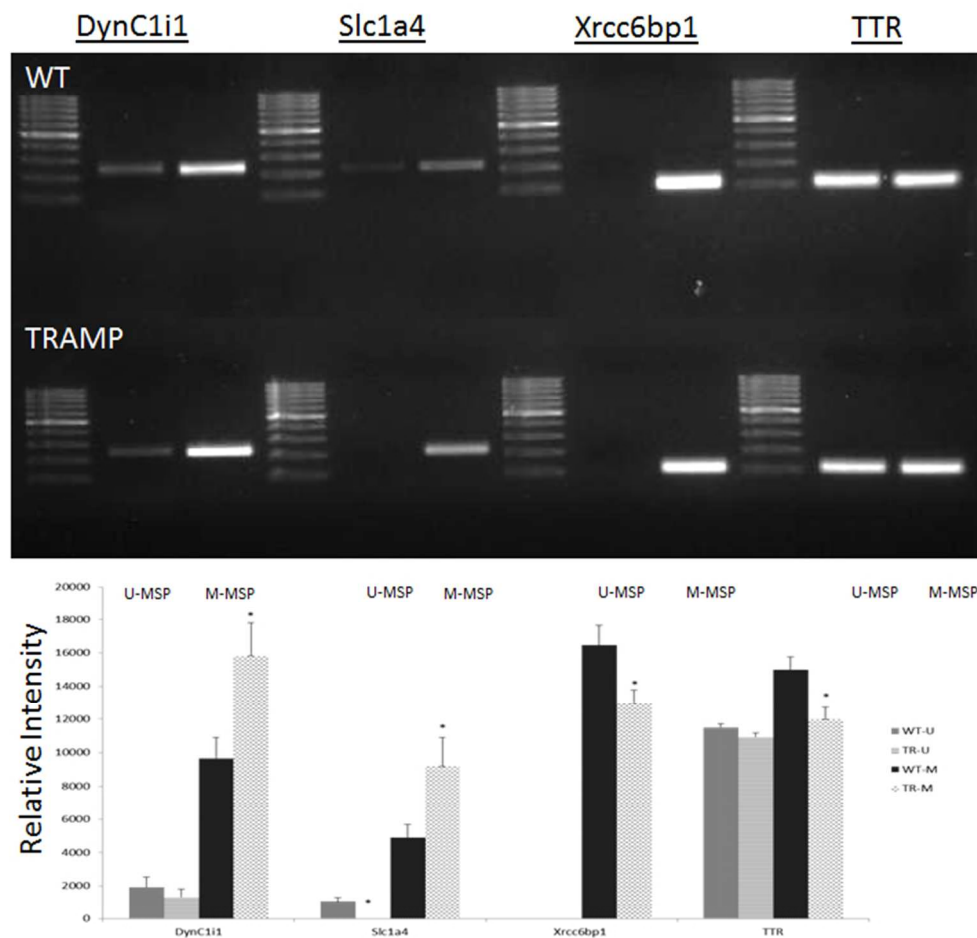 DynC1i1 Slc1a4 Xrcc6bp1 TTR
WT
TRAMP
U-MSP M-MSP U-MSP M-MSP U-MSP M-MSP U-MSP M-MSP
Relative Intensity
20000
18000
16000
14000
12000
10000
8000
6000
4000
2000
0
* * * * *
WT-U
TR-U
WT-M
TR-M
DynC1i1 Slc1a4 Xrcc6bp1 TTR